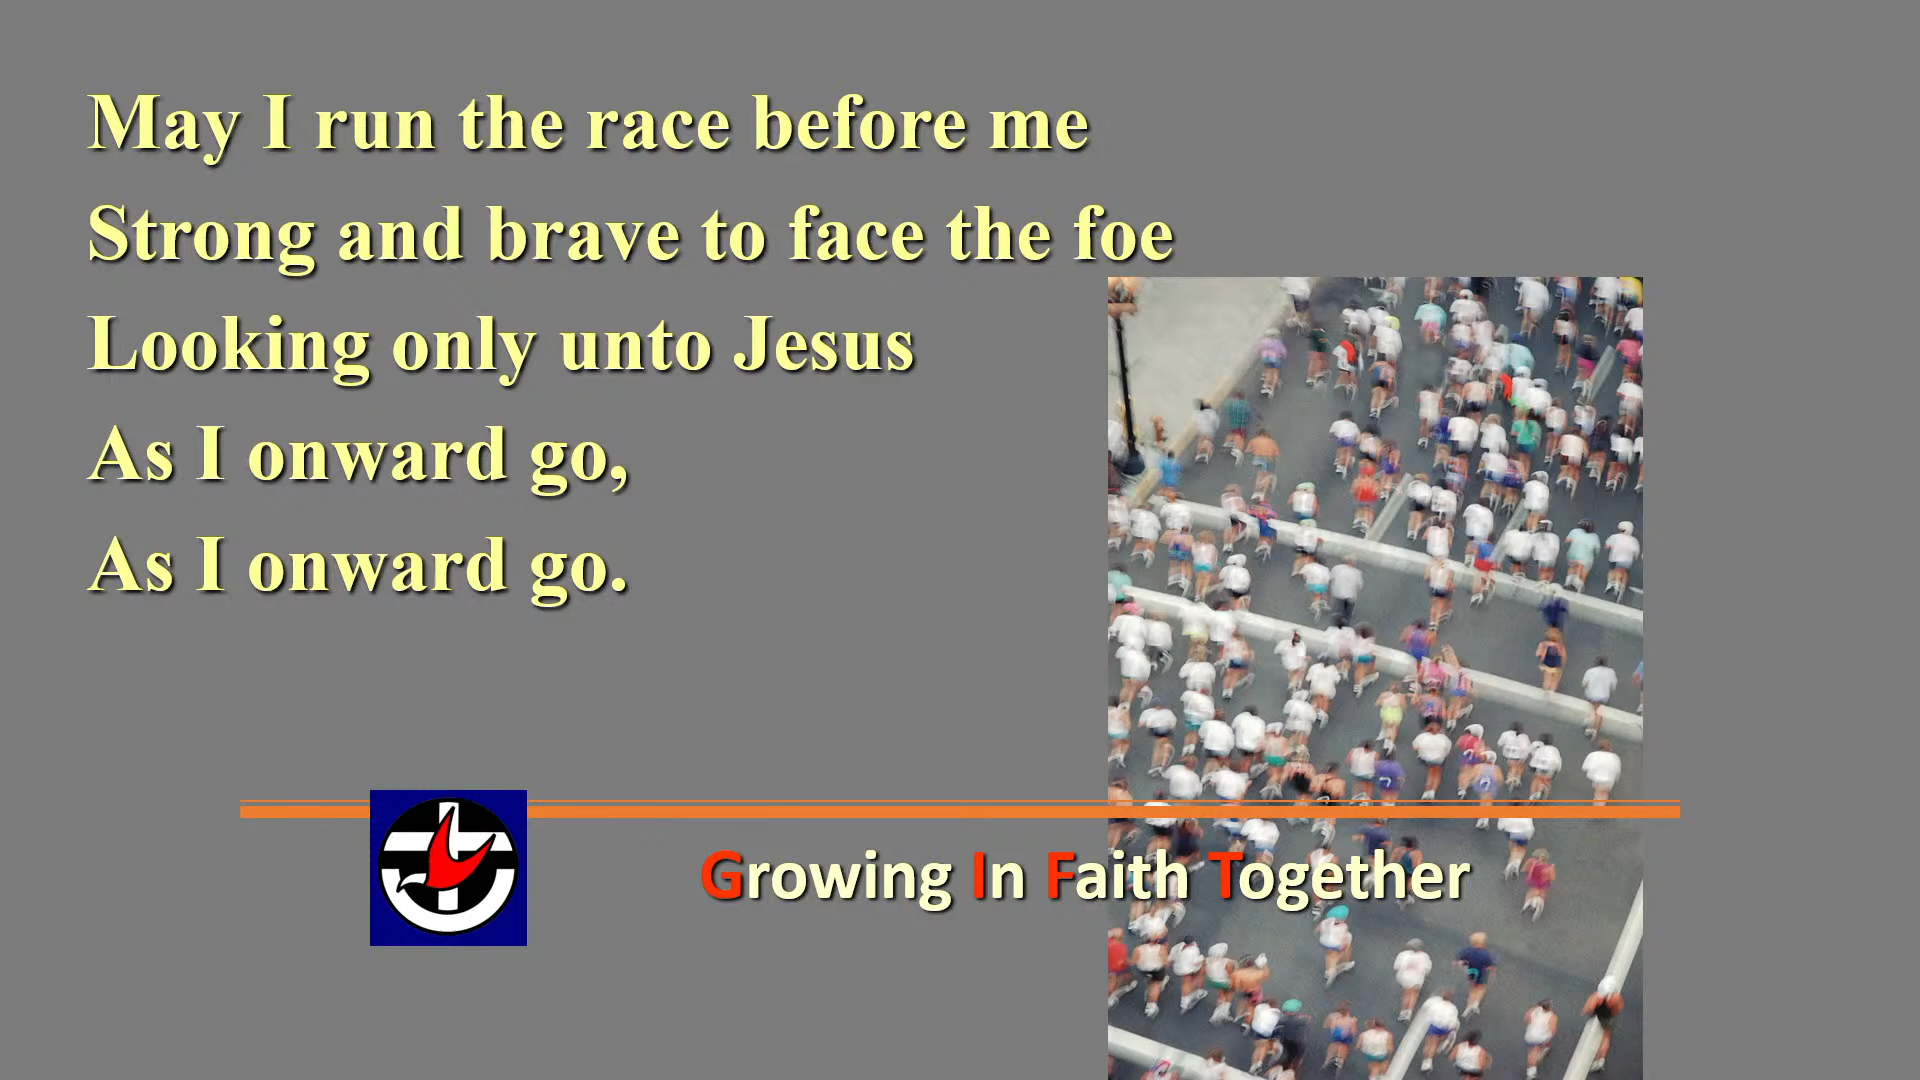 May I run the race before me
Strong and brave to face the foe
Looking only unto Jesus
As I onward go,
As I onward go.
Growing In Faith Together